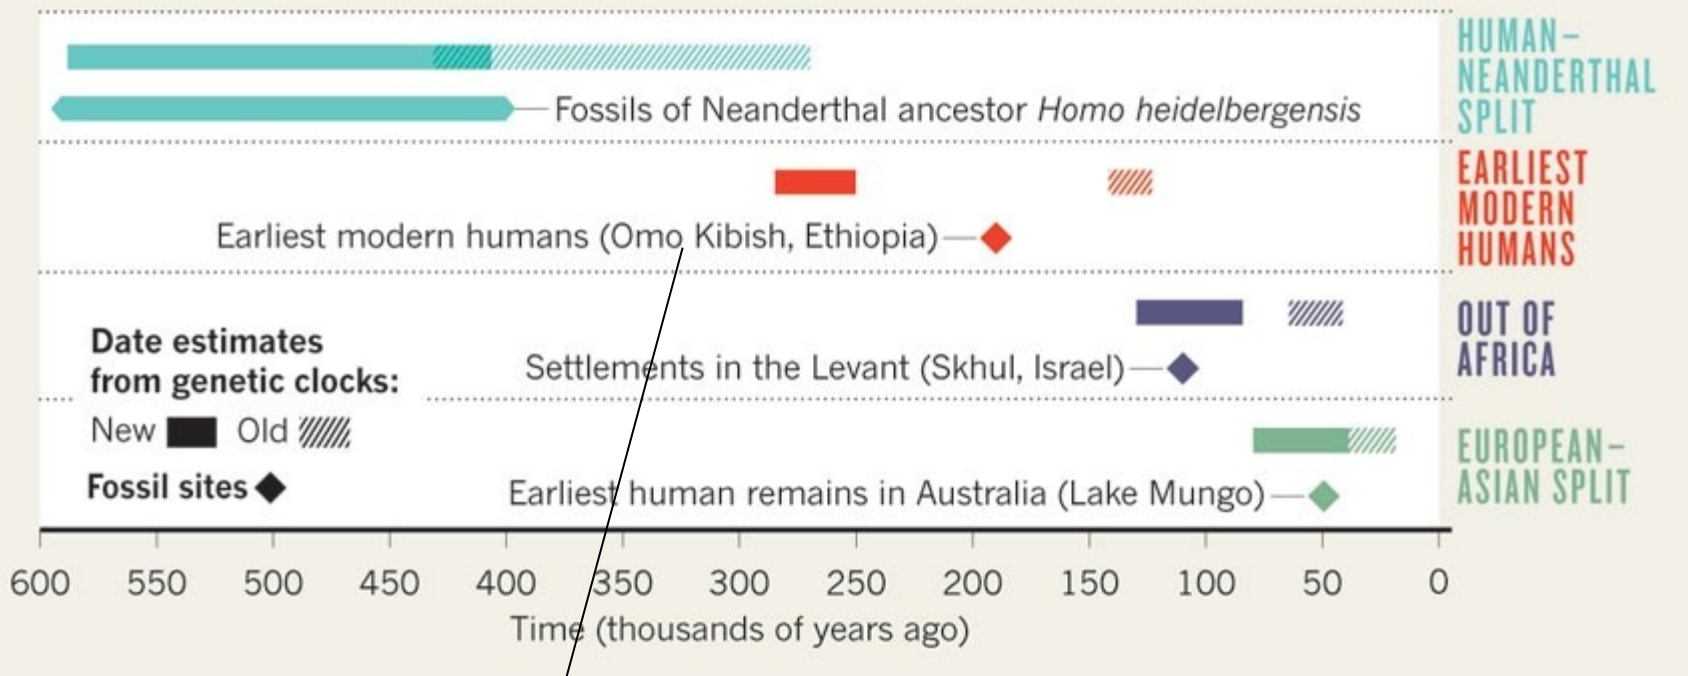 HUMAN–
NEANDERTHAL
SPLIT
Fossils of Neanderthal ancestor Homo heidelbergensis
EARLIEST
MODERN
HUMANS
Earliest modern humans (Omo Kibish, Ethiopia)
OUT OF
AFRICA
Settlements in the Levant (Skhul, Israel)
Date estimates
from genetic clocks:
New Old
Fossil sites
EUROPEAN–
ASIAN SPLIT
Earliest human remains in Australia (Lake Mungo)
600 550 500 450 400 350 300 250 200 150 100 50 0
Time (thousands of years ago)